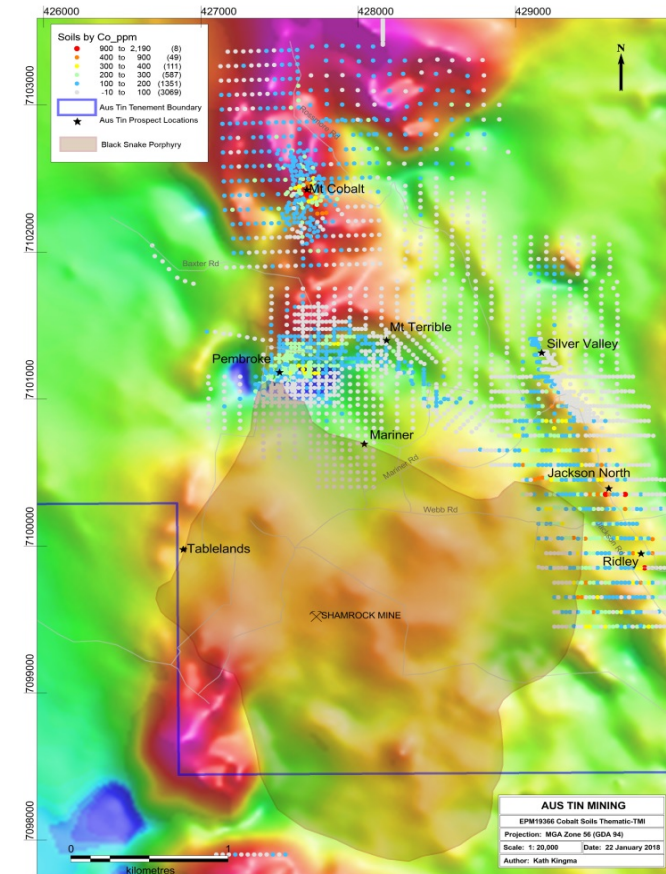 426000
427000
428000
429000
Soils by Co_ppm
900 to 2,190 (8)
400 to 900 (49)
300 to 400 (111)
200 to 300 (587)
100 to 200 (1351)
-10 to 100 (3069)
Aus Tin Tenement Boundary
Aus Tin Prospect Locations
Black Snake Porphyry
N
7103000
Mt Cobalt
7102000
Baxter Rd
Mt Terrible
Silver Valley
Pembroke
7101000
Mariner
Mariner Rd
Jackson North
Webb Rd
7100000
Tablelands
Ridley
SHAMROCK MINE
7099000
7098000
0
1
kilometres
AUS TIN MINING
EPM19366 Cobalt Soils Thematic-TMI
Projection: MGA Zone 56 (GDA 94)
Scale: 1: 20,000
Date: 22 January 2018
Author: Kath Kingma